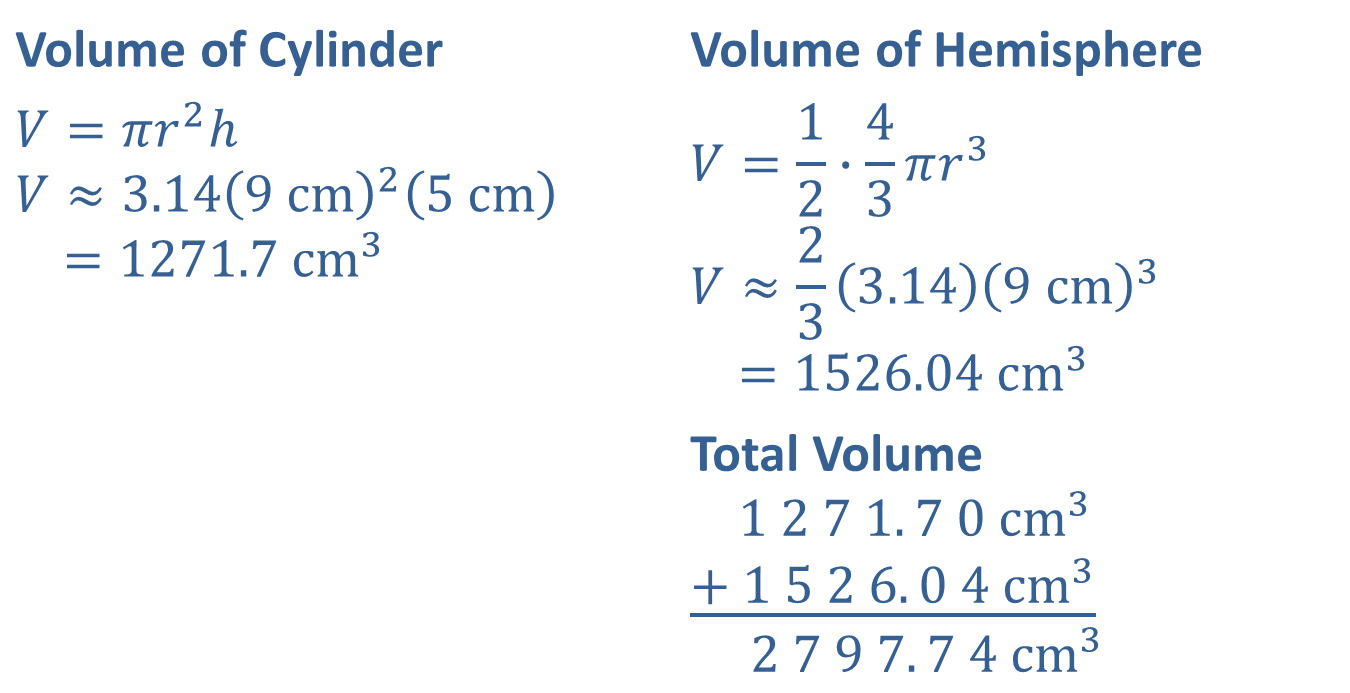 Volume of Cylinder
V = πr²h
V ≈ 3.14(9 cm)²(5 cm)
= 1271.7 cm³
Volume of Hemisphere
V = 1/2 · 4/3 πr³
V ≈ 2/3 (3.14)(9 cm)³
= 1526.04 cm³
Total Volume
1 2 7 1. 7 0 cm³
+ 1 5 2 6. 0 4 cm³
2 7 9 7. 7 4 cm³